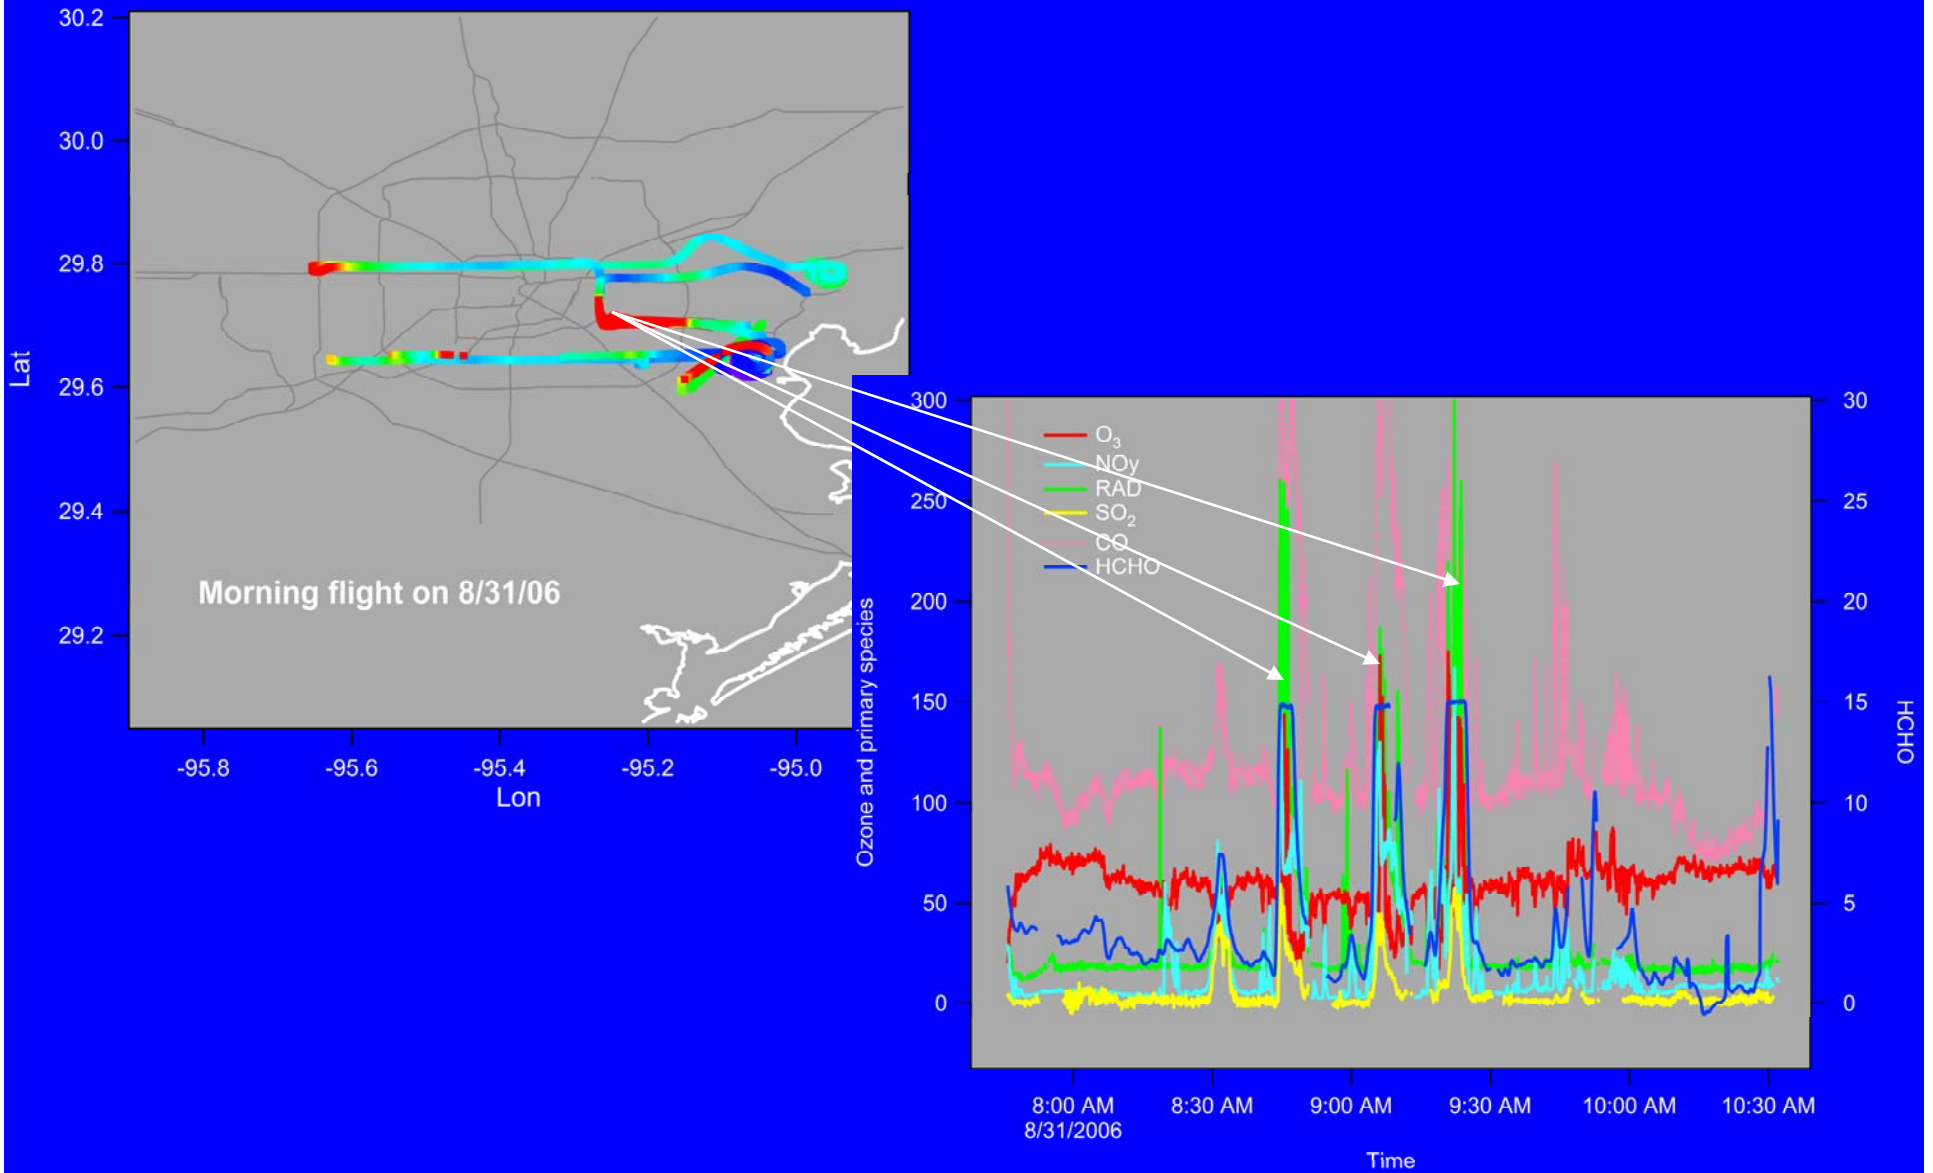 30.2
30.0
29.8
29.6
29.4
29.2
Lat
Morning flight on 8/31/06
-95.8 -95.6 -95.4 -95.2 -95.0
Lon
300
250
200
150
100
50
0
Ozone and primary species
O3
NOy
RAD
SO2
CO
HCHO
30
25
20
15
10
5
0
HCHO
8:00 AM 8:30 AM 9:00 AM 9:30 AM 10:00 AM 10:30 AM
8/31/2006
Time